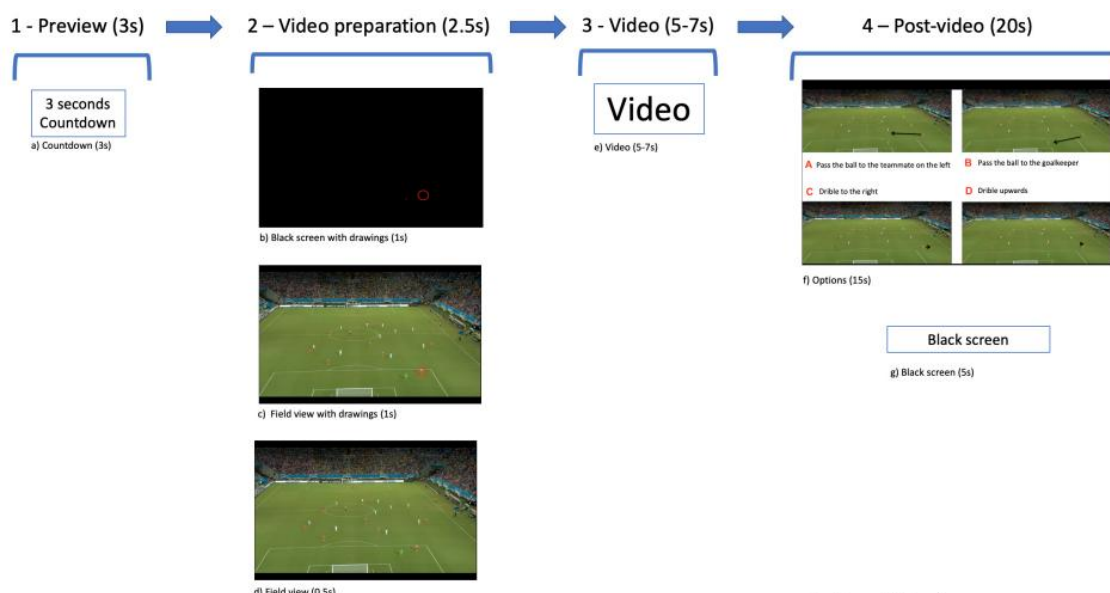 1 - Preview (3s)
2 – Video preparation (2.5s)
3 - Video (5-7s)
4 – Post-video (20s)
3 seconds
Countdown
a) Countdown (3s)
b) Black screen with drawings (1s)
c) Field view with drawings (1s)
d) Field view (0.5s)
Video
e) Video (5-7s)
A Pass the ball to the teammate on the left
B Pass the ball to the goalkeeper
C Drible to the right
D Drible upwards
f) Options (15s)
Black screen
g) Black screen (5s)